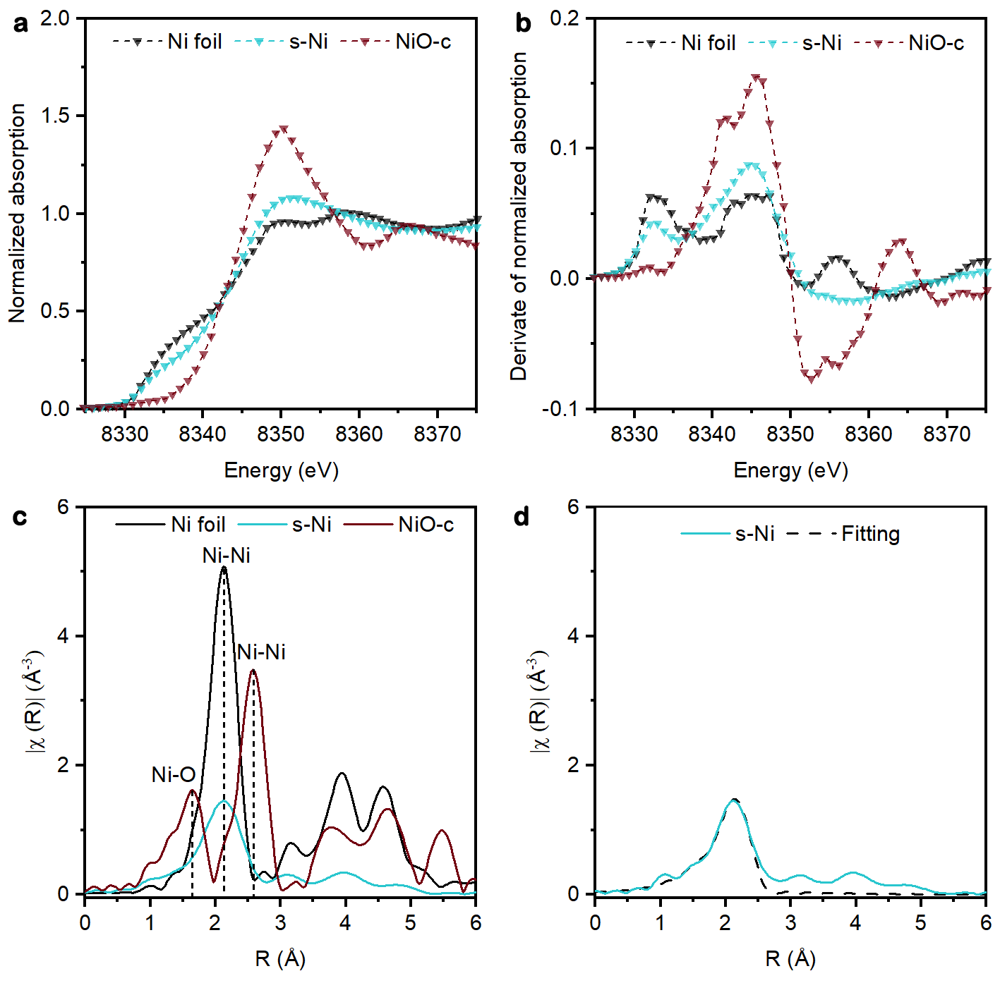 a
Ni foil s-Ni NiO-c
2.0
1.5
1.0
0.5
0.0
Normalized absorption
8330 8340 8350 8360 8370
Energy (eV)
b
Ni foil s-Ni NiO-c
0.2
0.1
0.0
-0.1
Derivate of normalized absorption
8330 8340 8350 8360 8370
Energy (eV)
c
Ni foil s-Ni NiO-c
Ni-Ni
Ni-Ni
Ni-O
6
4
2
0
|χ (R)| (Å⁻³)
0 1 2 3 4 5 6
R (Å)
d
s-Ni Fitting
6
4
2
0
|χ (R)| (Å⁻³)
0 1 2 3 4 5 6
R (Å)